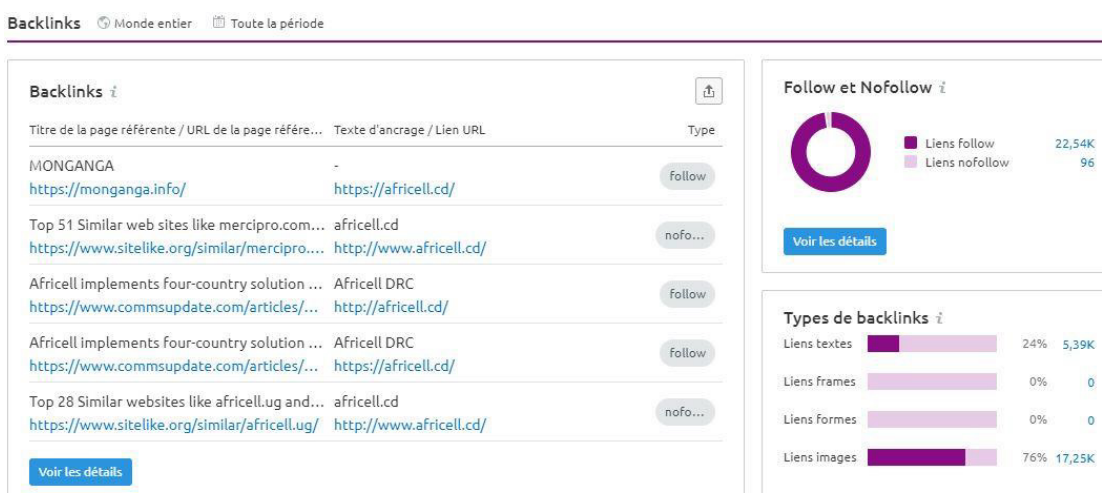 Backlinks Monde entier Toute la période
Backlinks i
Titre de la page référente / URL de la page référe... Texte d'ancrage / Lien URL Type
MONGANGA -
https://monganga.info/ https://africell.cd/ follow
Top 51 Similar web sites like mercipro.com... africell.cd
https://www.sitelike.org/similar/mercipro.... http://www.africell.cd/ nofo...
Africell implements four-country solution ... Africell DRC
https://www.commsupdate.com/articles/... http://africell.cd/ follow
Africell implements four-country solution ... Africell DRC
https://www.commsupdate.com/articles/... https://africell.cd/ follow
Top 28 Similar websites like africell.ug and... africell.cd
https://www.sitelike.org/similar/africell.ug/ http://www.africell.cd/ nofo...
Voir les détails
Follow et Nofollow i
Liens follow 22,54K
Liens nofollow 96
Voir les détails
Types de backlinks i
Liens textes 24% 5,39K
Liens frames 0% 0
Liens formes 0% 0
Liens images 76% 17,25K